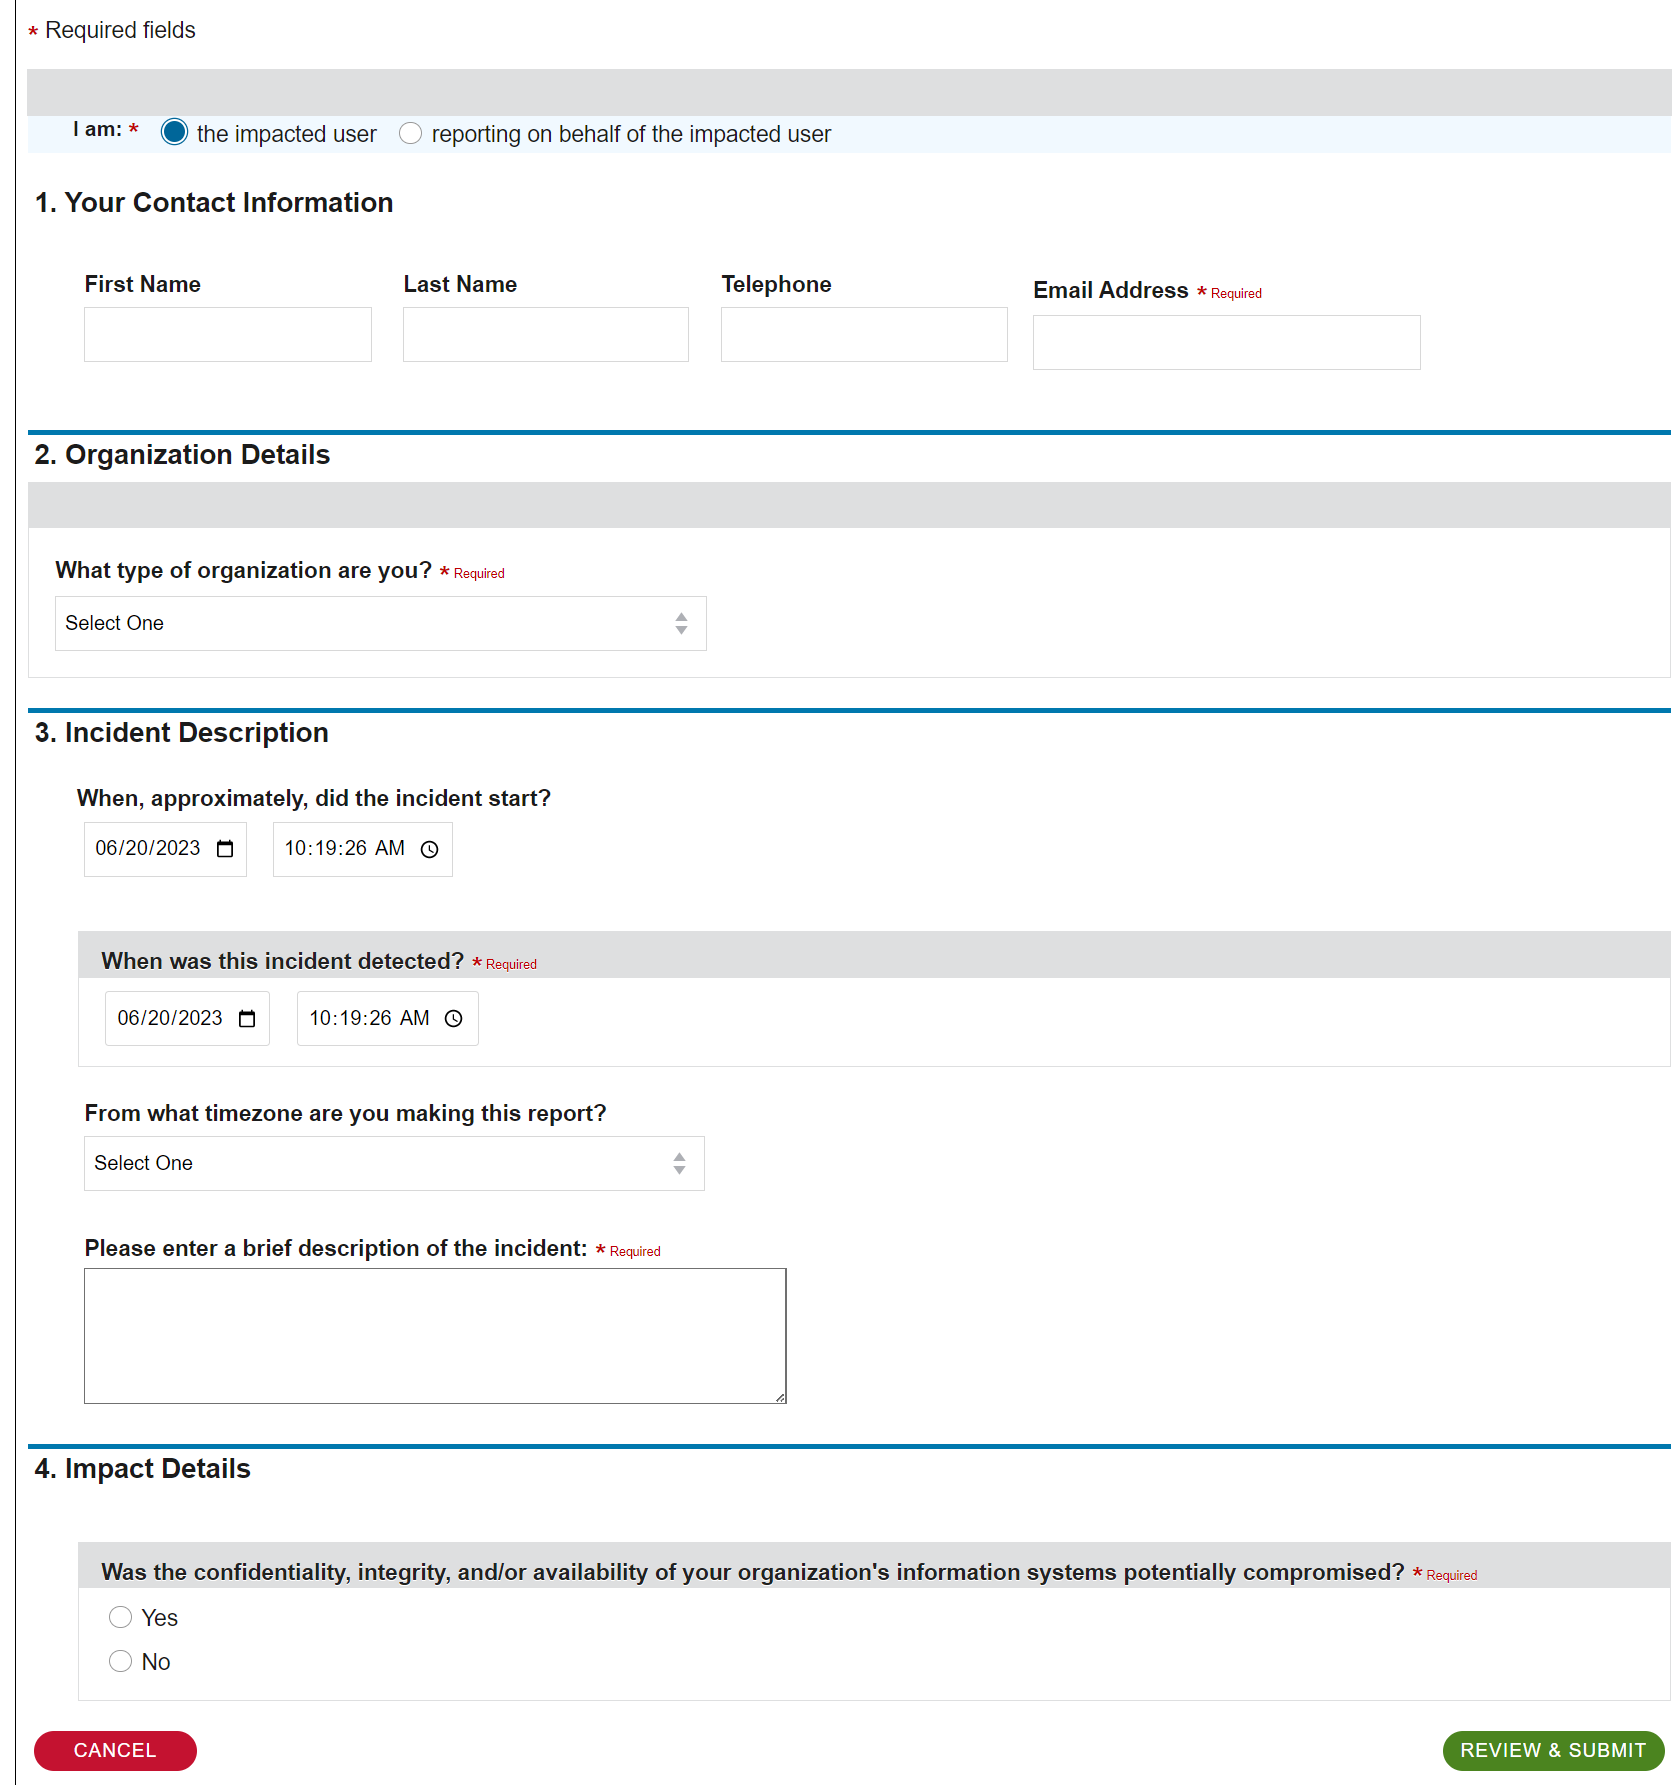 * Required fields
I am: * the impacted user reporting on behalf of the impacted user
1. Your Contact Information
First Name Last Name Telephone Email Address * Required
2. Organization Details
What type of organization are you? * Required
Select One
3. Incident Description
When, approximately, did the incident start?
06/20/2023 10:19:26 AM
When was this incident detected? * Required
06/20/2023 10:19:26 AM
From what timezone are you making this report?
Select One
Please enter a brief description of the incident: * Required
4. Impact Details
Was the confidentiality, integrity, and/or availability of your organization's information systems potentially compromised? * Required
Yes
No
CANCEL REVIEW & SUBMIT